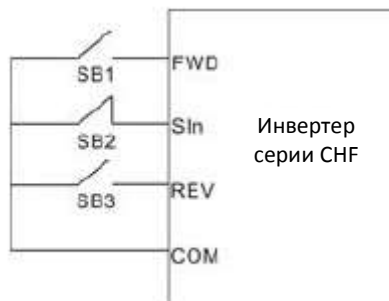 SB1
FWD
SB2
SIn
SB3
REV
COM
Инвертер
серии CHF